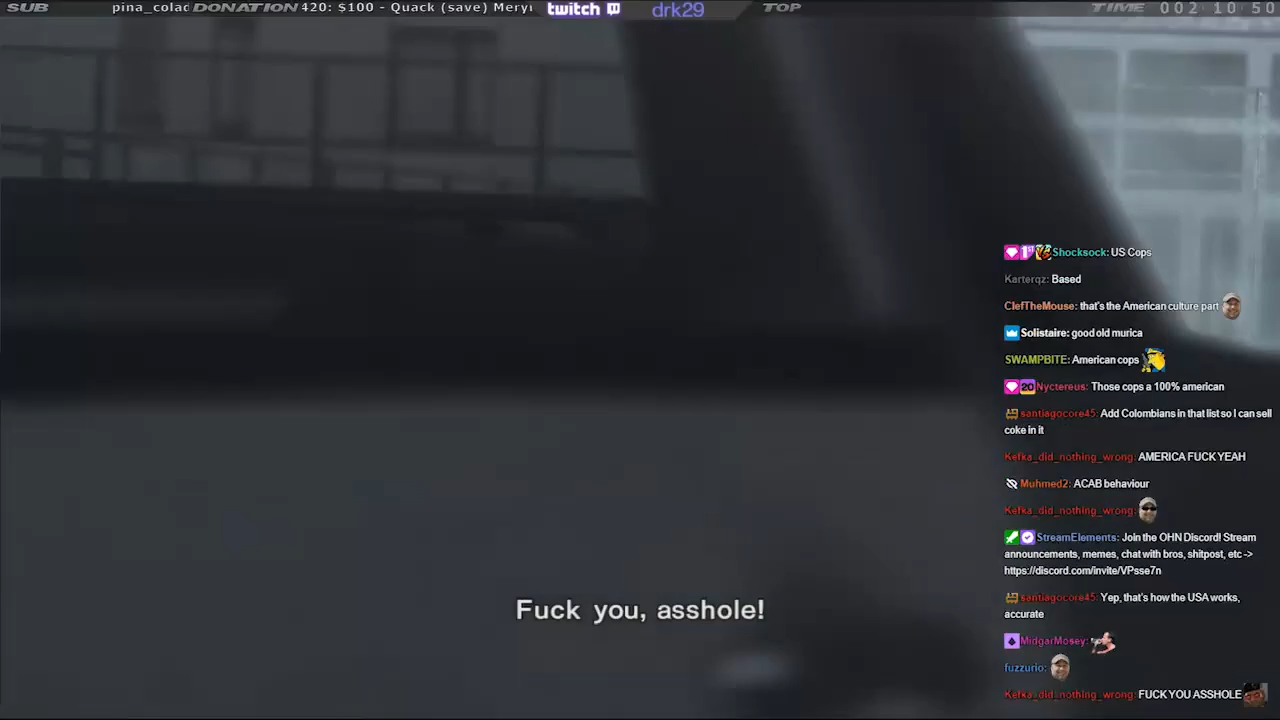 SUB pina_colad DONATION 420: $100 - Quack (save) Mery twitch drk29 TOP TIME 002:10:50
Shocksock: US Cops
Karterqz: Based
ClefTheMouse: that's the American culture part
Solistaire: good old murica
SWAMPBITE: American cops
20 Nyctereus: Those cops a 100% american
santiagocore45: Add Colombians in that list so I can sell
coke in it
Kefka_did_nothing_wrong: AMERICA FUCK YEAH
Muhmed2: ACAB behaviour
Kefka_did_nothing_wrong:
StreamElements: Join the OHN Discord! Stream
announcements, memes, chat with bros, shitpost, etc ->
https://discord.com/invite/VPsse7n
santiagocore45: Yep, that's how the USA works,
accurate
Fuck you, asshole!
MidgarMosey:
fuzzurio:
Kefka_did_nothing_wrong: FUCK YOU ASSHOLE